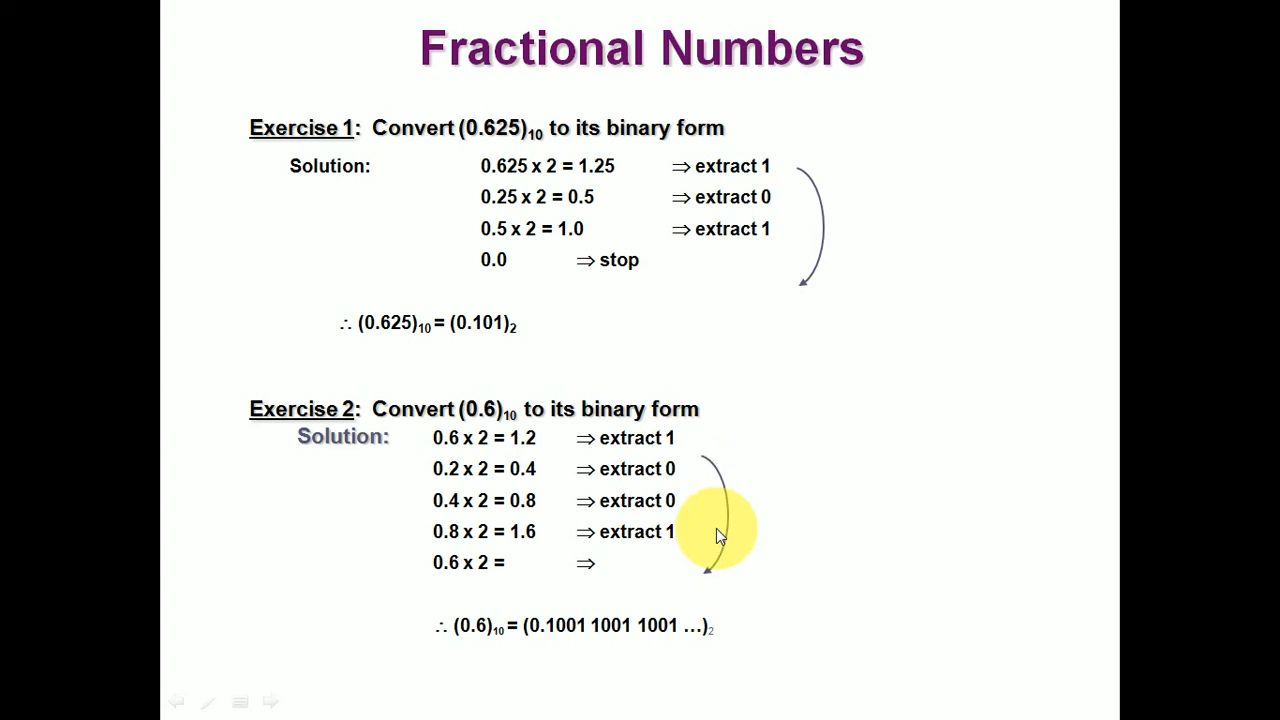 Fractional Numbers
Exercise 1: Convert (0.625)₁₀ to its binary form
Solution: 0.625 x 2 = 1.25 ⇒ extract 1
0.25 x 2 = 0.5 ⇒ extract 0
0.5 x 2 = 1.0 ⇒ extract 1
0.0 ⇒ stop
∴ (0.625)₁₀ = (0.101)₂
Exercise 2: Convert (0.6)₁₀ to its binary form
Solution: 0.6 x 2 = 1.2 ⇒ extract 1
0.2 x 2 = 0.4 ⇒ extract 0
0.4 x 2 = 0.8 ⇒ extract 0
0.8 x 2 = 1.6 ⇒ extract 1
0.6 x 2 = ⇒
∴ (0.6)₁₀ = (0.1001 1001 1001 …)₂